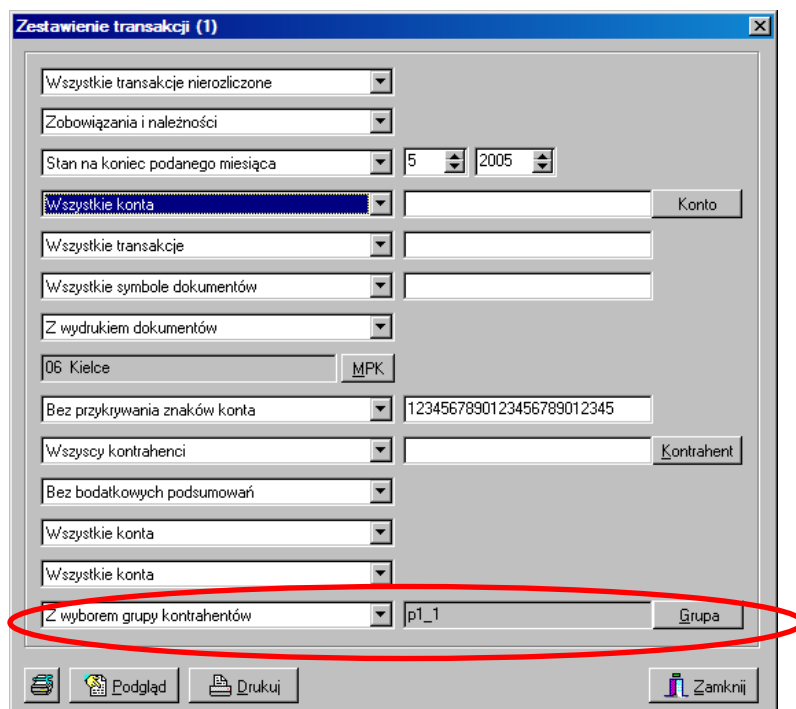 Zestawienie transakcji (1)
Wszystkie transakcje nierozliczone
Zobowiązania i należności
Stan na koniec podanego miesiąca 5 2005
Wszystkie konta Konto
Wszystkie transakcje
Wszystkie symbole dokumentów
Z wydrukiem dokumentów
06 Kielce MPK
Bez przykrywania znaków konta 1234567890123456789012345
Wszyscy kontrahenci Kontrahent
Bez bodatkowych podsumowań
Wszystkie konta
Wszystkie konta
Z wyborem grupy kontrahentów p1_1 Grupa
Podgląd Drukuj Zamknij